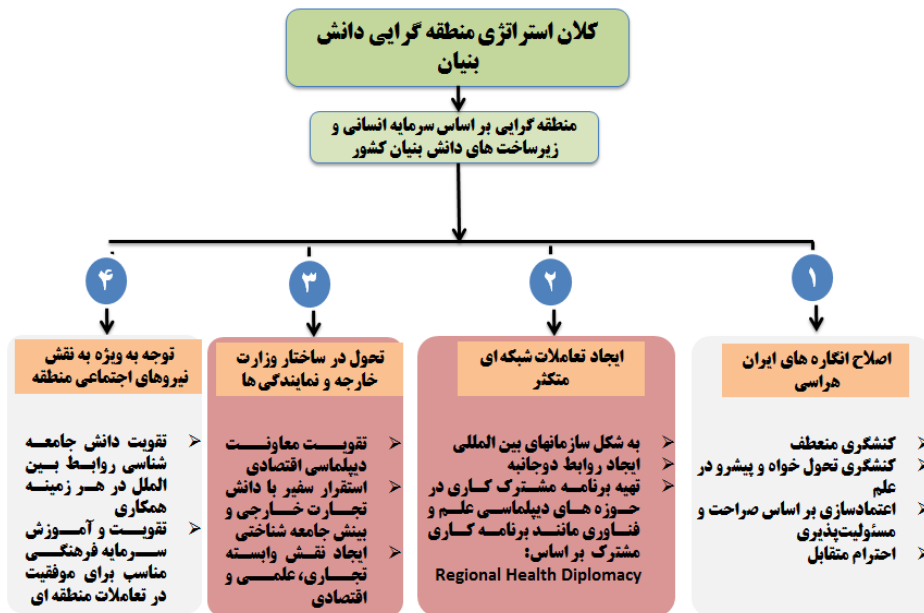 کلان استراتژی منطقه گرایی دانش
بنیان
منطقه گرایی بر اساس سرمایه انسانی و
زیرساخت های دانش بنیان کشور
۱
اصلاح انگاره های ایران
هراسی
کنشگری منعطف
کنشگری تحول خواه و پیشرو در
علم
اعتمادسازی بر اساس صراحت و
مسئولیت‌پذیری
احترام متقابل
۲
ایجاد تعاملات شبکه ای
متکثر
به شکل سازمانهای بین المللی
ایجاد روابط دوجانبه
تهیه برنامه مشترک کاری در
حوزه های دیپلماسی علم و
فناوری مانند برنامه کاری
مشترک بر اساس:
Regional Health Diplomacy
۳
تحول در ساختار وزارت
خارجه و نمایندگی ها
تقویت معاونت
دیپلماسی اقتصادی
استقرار سفیر با دانش
تجارت خارجی و
بینش جامعه شناختی
ایجاد نقش وابسته
تجاری، علمی و
اقتصادی
۴
توجه به ویژه به نقش
نیروهای اجتماعی منطقه
تقویت دانش جامعه
شناسی روابط بین
الملل در هر زمینه
همکاری
تقویت و آموزش
سرمایه فرهنگی
مناسب برای موفقیت
در تعاملات منطقه ای